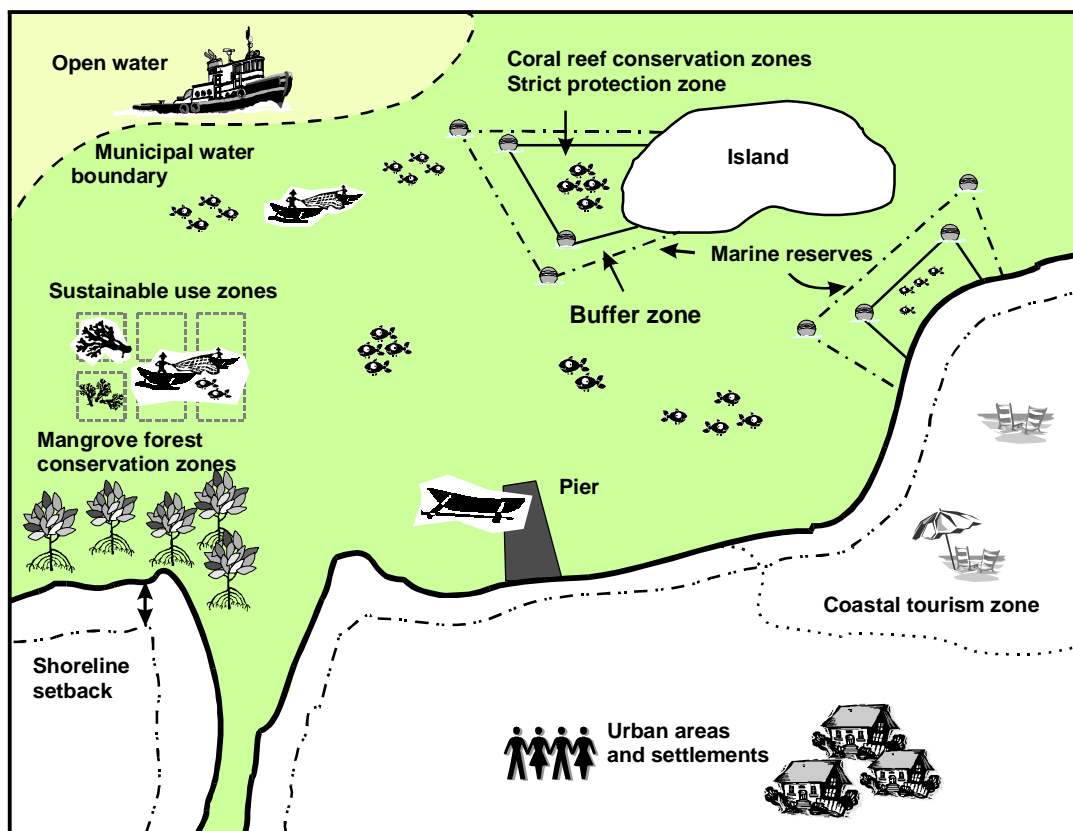 Open water
Coral reef conservation zones
Strict protection zone
Municipal water
boundary
Island
Marine reserves
Sustainable use zones
Buffer zone
Mangrove forest
conservation zones
Pier
Coastal tourism zone
Shoreline
setback
Urban areas
and settlements